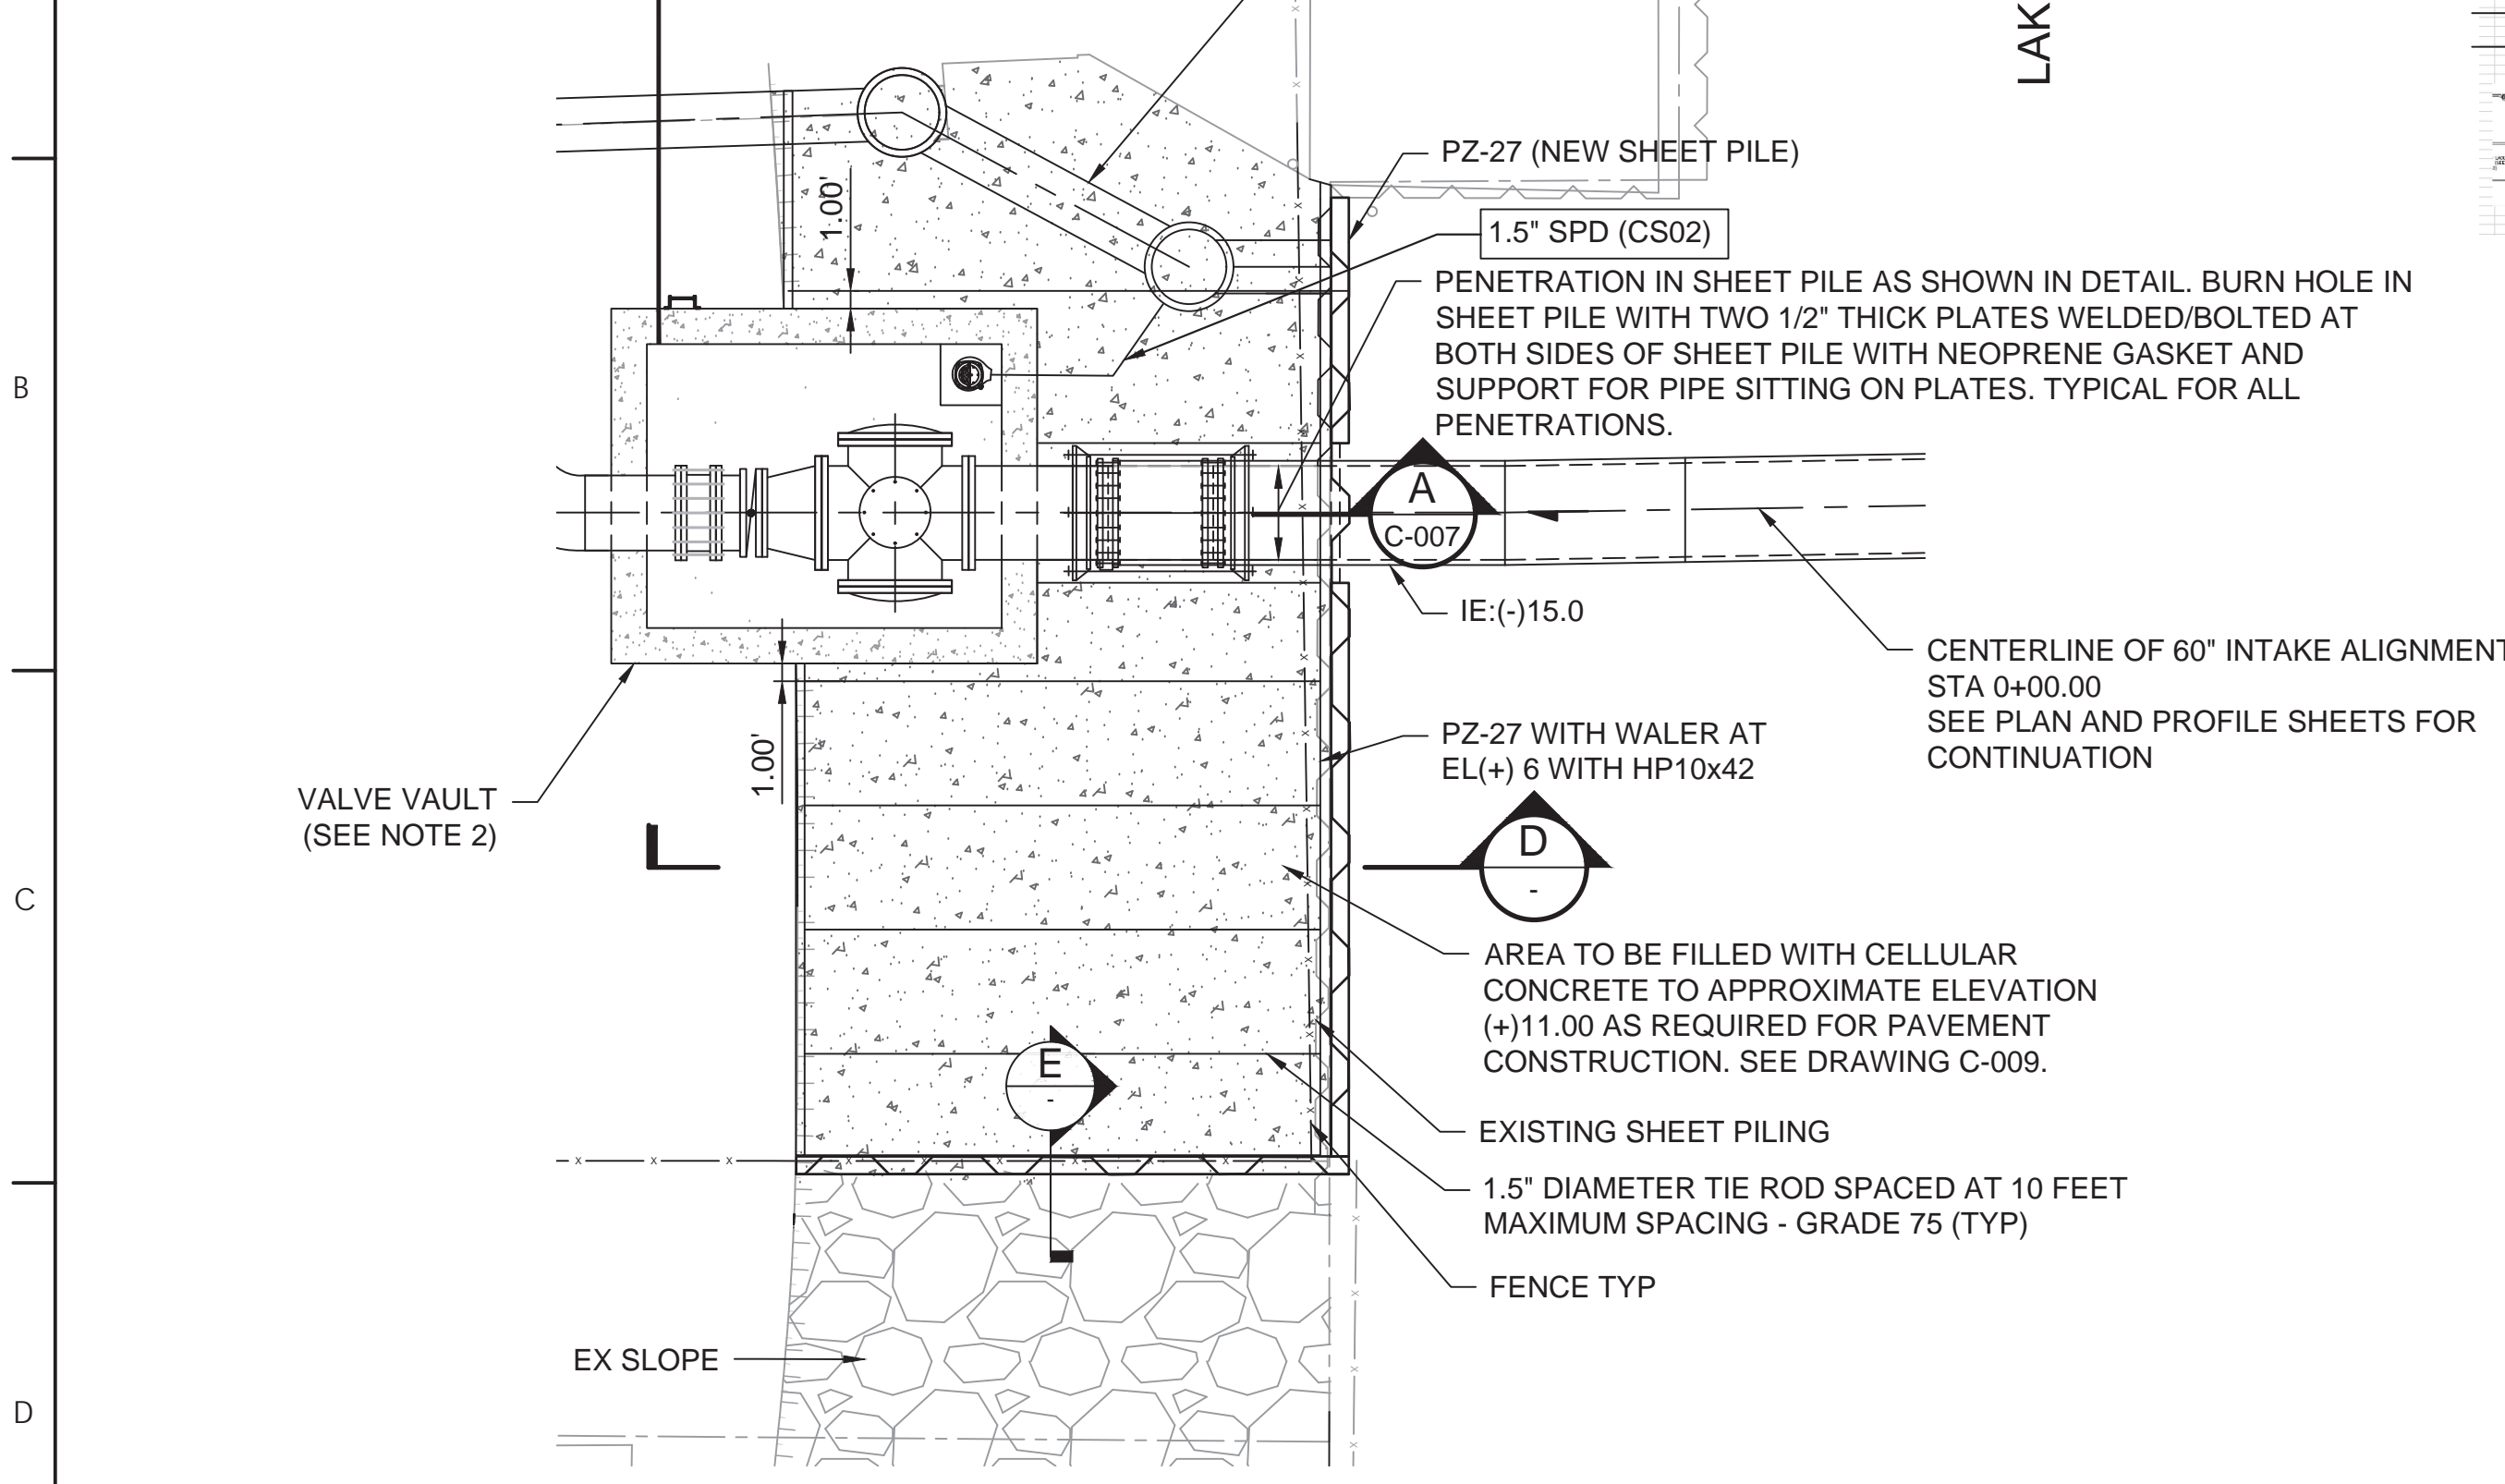 LAK
PZ-27 (NEW SHEET PILE)
1.00'
1.5" SPD (CS02)
PENETRATION IN SHEET PILE AS SHOWN IN DETAIL. BURN HOLE IN
SHEET PILE WITH TWO 1/2" THICK PLATES WELDED/BOLTED AT
BOTH SIDES OF SHEET PILE WITH NEOPRENE GASKET AND
SUPPORT FOR PIPE SITTING ON PLATES. TYPICAL FOR ALL
PENETRATIONS.
B
A
C-007
IE:(-)15.0
CENTERLINE OF 60" INTAKE ALIGNMENT
STA 0+00.00
SEE PLAN AND PROFILE SHEETS FOR
CONTINUATION
PZ-27 WITH WALER AT
EL(+) 6 WITH HP10x42
1.00'
VALVE VAULT
(SEE NOTE 2)
D
-
C
AREA TO BE FILLED WITH CELLULAR
CONCRETE TO APPROXIMATE ELEVATION
(+)11.00 AS REQUIRED FOR PAVEMENT
CONSTRUCTION. SEE DRAWING C-009.
E
-
EXISTING SHEET PILING
1.5" DIAMETER TIE ROD SPACED AT 10 FEET
MAXIMUM SPACING - GRADE 75 (TYP)
FENCE TYP
EX SLOPE
D